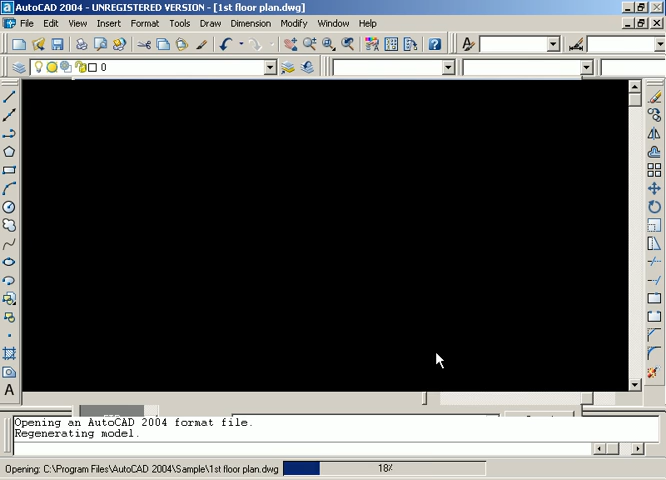 AutoCAD 2004 - UNREGISTERED VERSION - [1st floor plan.dwg]
File Edit View Insert Format Tools Draw Dimension Modify Window Help
0
A
Opening an AutoCAD 2004 format file.
Regenerating model.
Opening: C:\Program Files\AutoCAD 2004\Sample\1st floor plan.dwg 18%